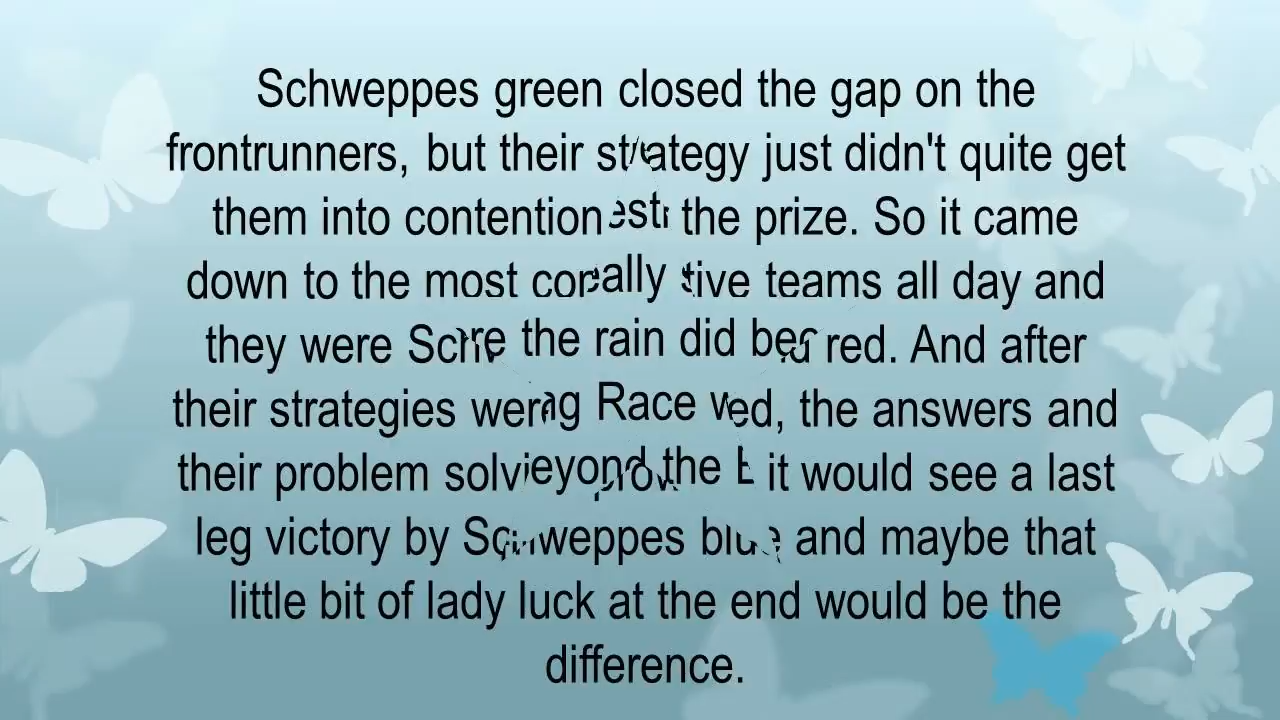 Schweppes green closed the gap on the
frontrunners, but their strategy just didn't quite get
them into contention the prize. So it came
down to the most teams all day and
they were the rain did red. And after
their strategies Race the answers and
their problem the it would see a last
leg victory by Schweppes blue and maybe that
little bit of lady luck at the end would be the
difference.